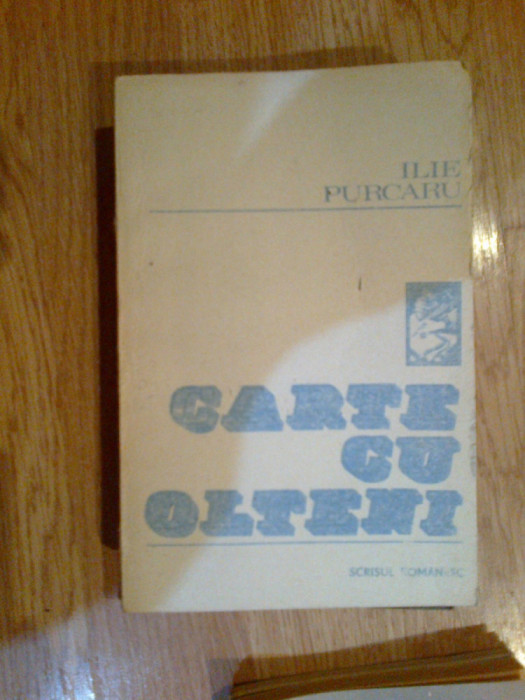 ILIE
PURCARU
CARTE
CU
OLTENI
SCRISUL ROMÂNESC